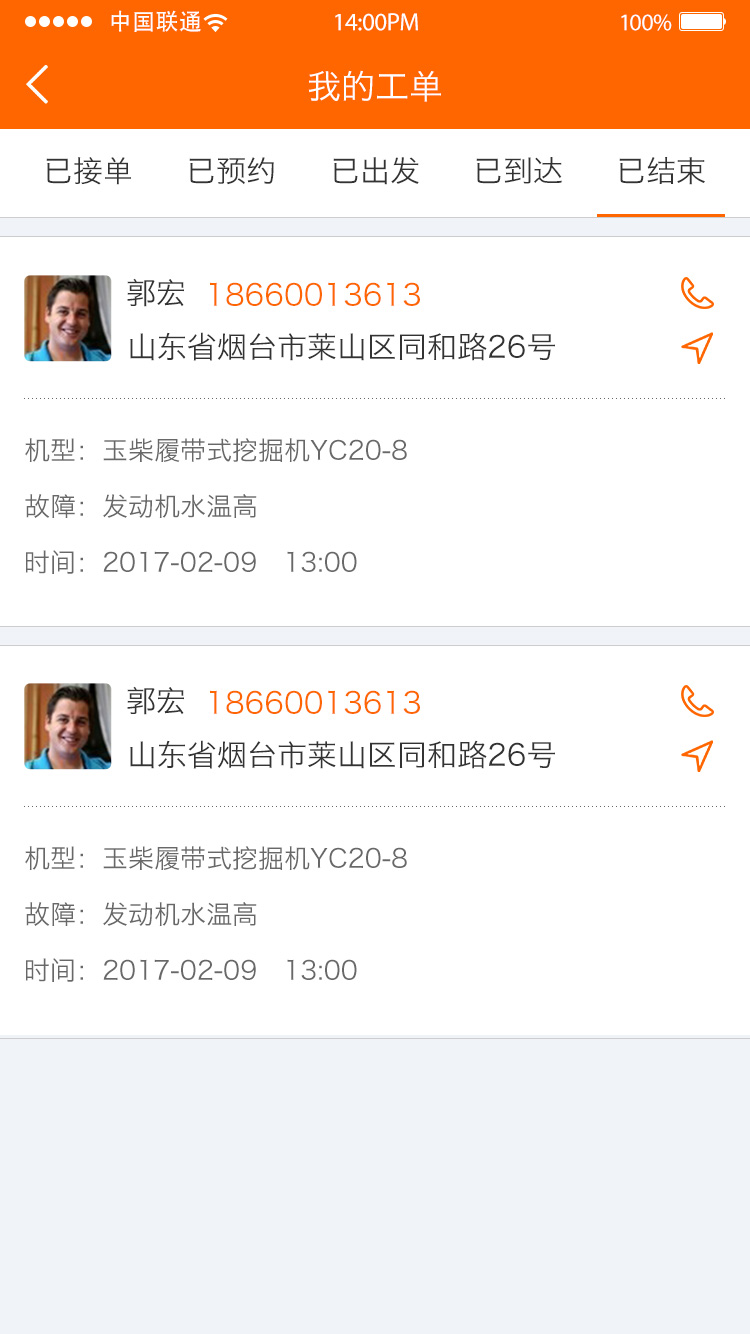 中国联通 14:00PM 100%
我的工单
已接单 已预约 已出发 已到达 已结束
郭宏 18660013613
山东省烟台市莱山区同和路26号
机型：玉柴履带式挖掘机YC20-8
故障：发动机水温高
时间：2017-02-09 13:00
郭宏 18660013613
山东省烟台市莱山区同和路26号
机型：玉柴履带式挖掘机YC20-8
故障：发动机水温高
时间：2017-02-09 13:00